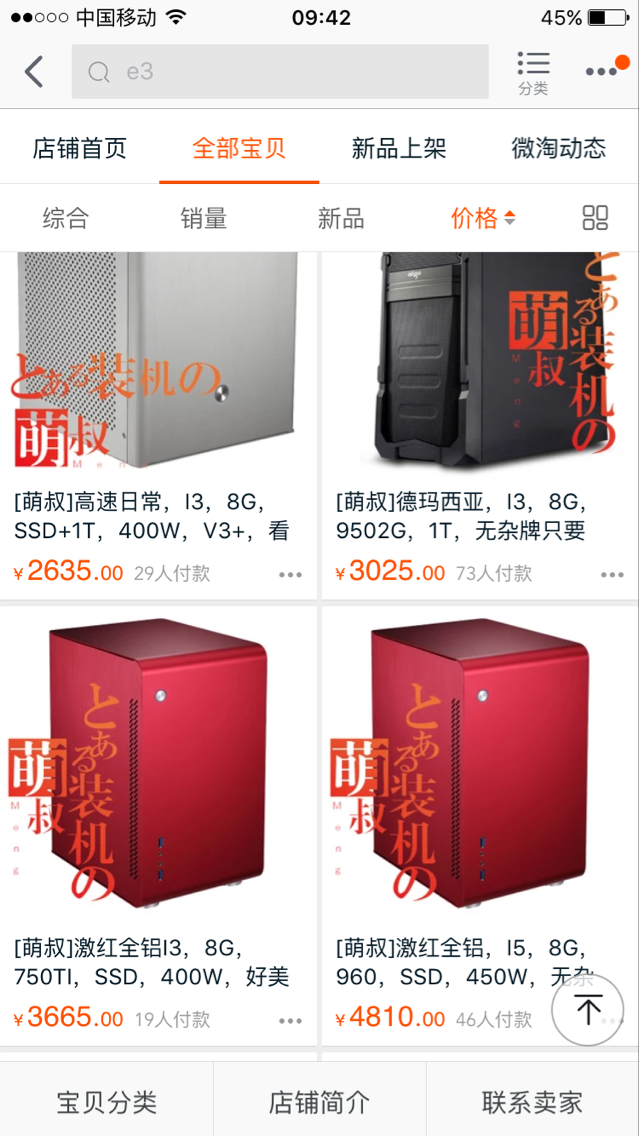 中国移动
09:42
45%
e3
分类
店铺首页
全部宝贝
新品上架
微淘动态
综合
销量
新品
价格
とある装机の
萌叔
Meng
aigo
とある装机の
萌叔
Meng
[萌叔]高速日常，I3，8G，
SSD+1T，400W，V3+，看
¥2635.00 29人付款
[萌叔]德玛西亚，I3，8G，
9502G，1T，无杂牌只要
¥3025.00 73人付款
とある装机の
萌叔
Meng
とある装机の
萌叔
Meng
[萌叔]激红全铝I3，8G，
750TI，SSD，400W，好美
¥3665.00 19人付款
[萌叔]激红全铝，I5，8G，
960，SSD，450W，无杂
¥4810.00 46人付款
宝贝分类
店铺简介
联系卖家